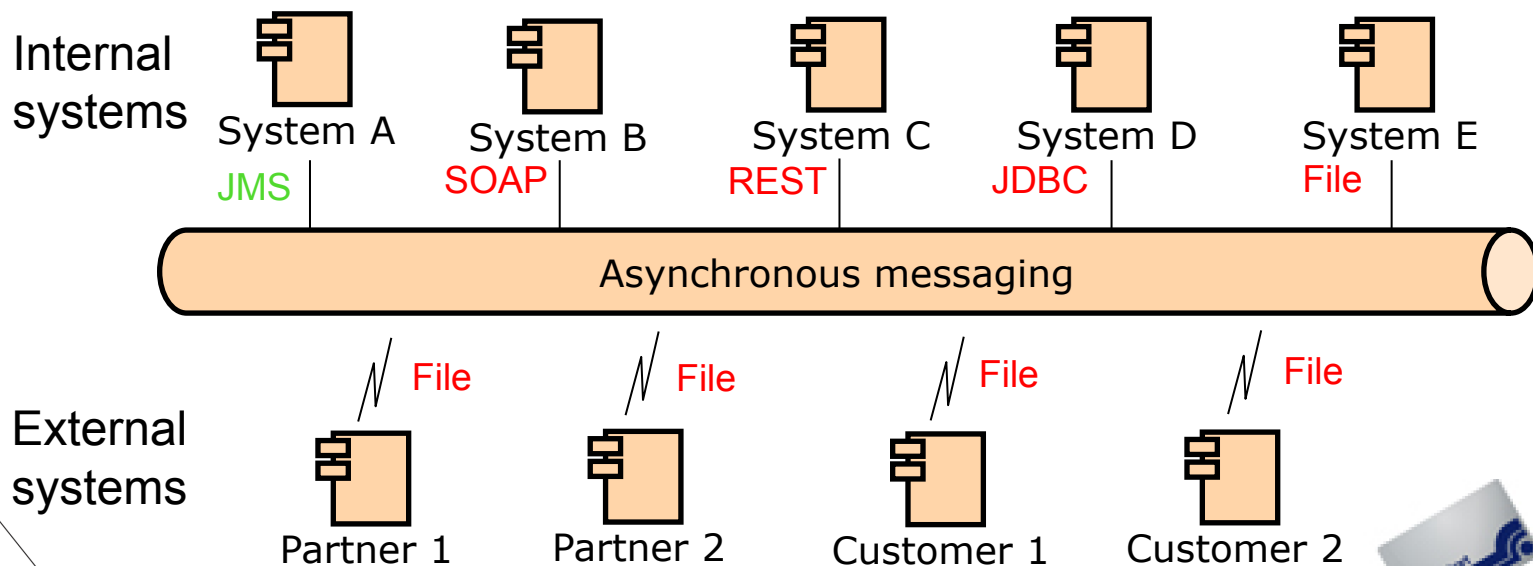 Internal
systems
System A
System B
System C
System D
System E
JMS
SOAP
REST
JDBC
File
Asynchronous messaging
File
File
File
File
External
systems
Partner 1
Partner 2
Customer 1
Customer 2